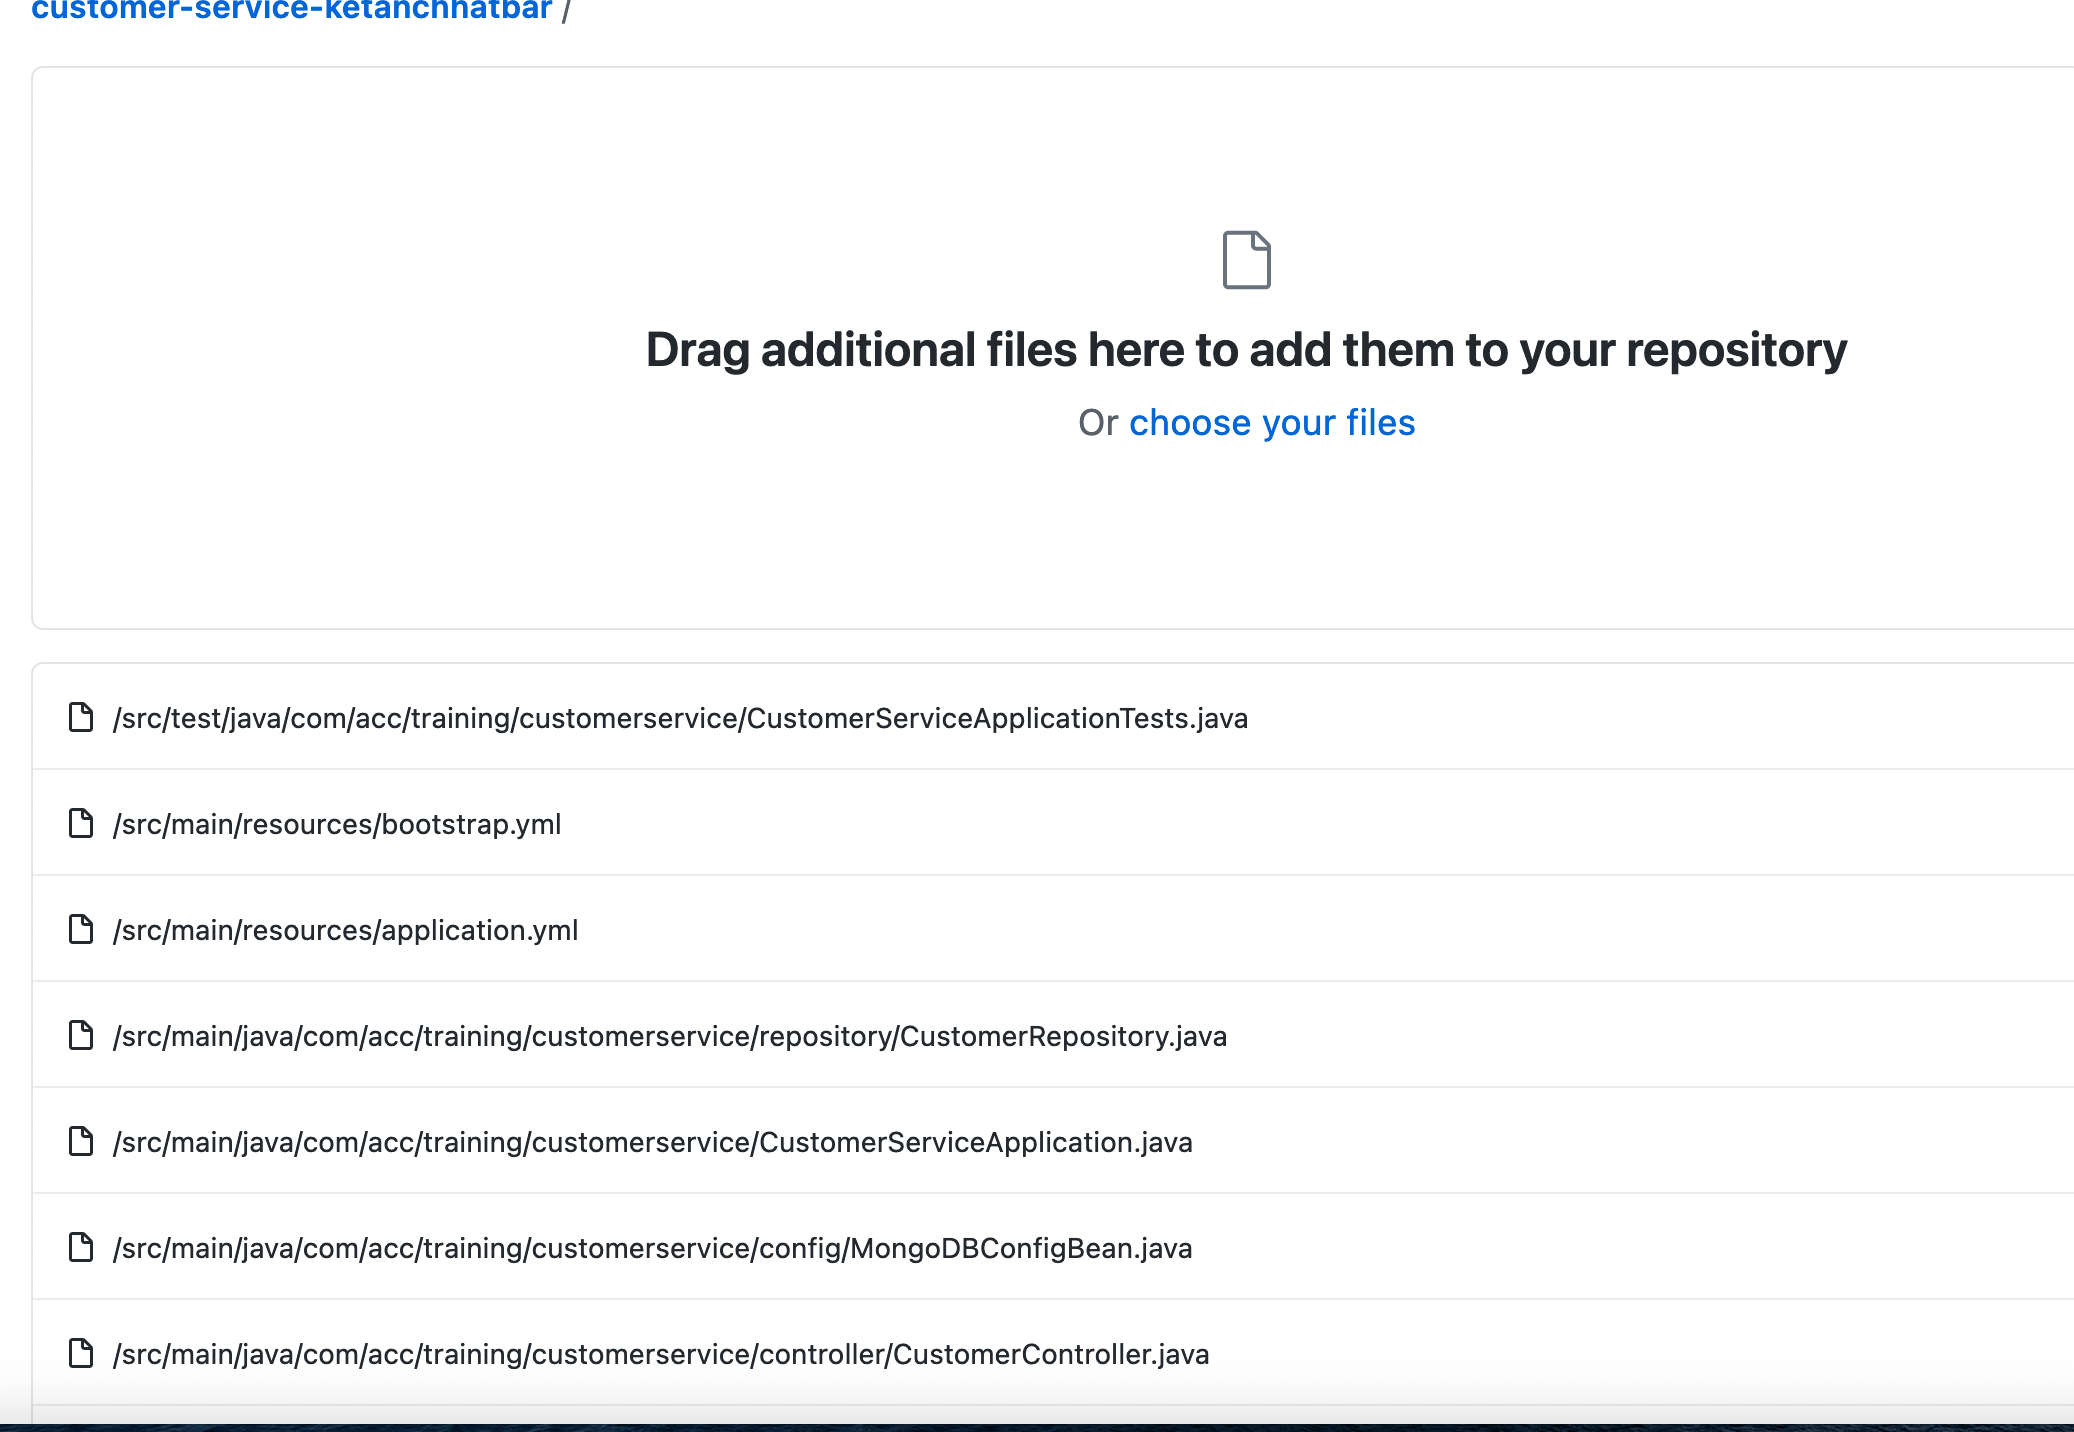 customer-service-ketanchhatbar /
Drag additional files here to add them to your repository
Or choose your files
/src/test/java/com/acc/training/customerservice/CustomerServiceApplicationTests.java
/src/main/resources/bootstrap.yml
/src/main/resources/application.yml
/src/main/java/com/acc/training/customerservice/repository/CustomerRepository.java
/src/main/java/com/acc/training/customerservice/CustomerServiceApplication.java
/src/main/java/com/acc/training/customerservice/config/MongoDBConfigBean.java
/src/main/java/com/acc/training/customerservice/controller/CustomerController.java